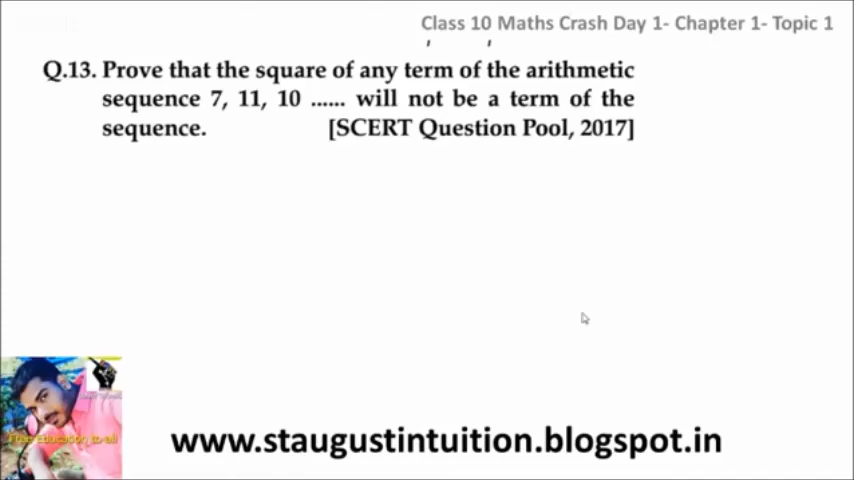 Class 10 Maths Crash Day 1- Chapter 1- Topic 1
Q.13. Prove that the square of any term of the arithmetic
sequence 7, 11, 10 ...... will not be a term of the
sequence. [SCERT Question Pool, 2017]
Free education to all
www.staugustintuition.blogspot.in